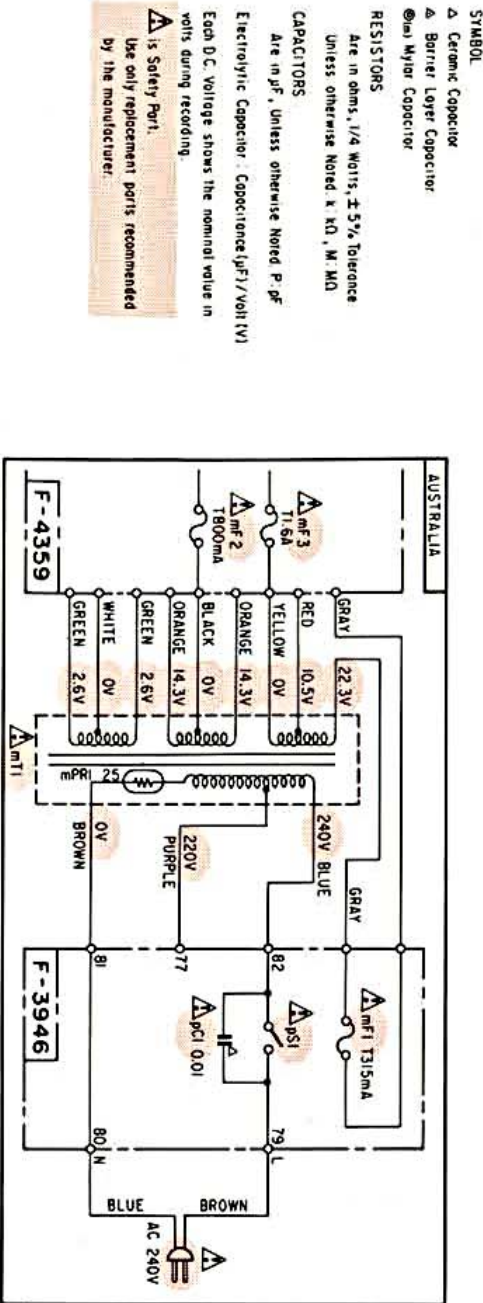 SYMBOL
△ Ceramic Capacitor
△ Barrier Layer Capacitor
Mylar Capacitor
RESISTORS
Are in ohms, 1/4 Watts, ± 5% Tolerance
Unless otherwise Noted. k: kΩ, M: MΩ
CAPACITORS
Are in μF, Unless otherwise Noted. P: pF
Electrolytic Capacitor : Capacitance (μF) / Volt (V)
Each D.C. Voltage shows the nominal value in
volts during recording.
is Safety Part.
Use only replacement parts recommended
by the manufacturer.
AUSTRALIA
mF3
T1.6A
mF2
T800mA
F-4359
GRAY
RED
YELLOW
ORANGE
BLACK
ORANGE
GREEN
WHITE
GREEN
22.3V
10.5V
0V
14.3V
0V
14.3V
2.6V
0V
2.6V
mT1
mPR1 25
240V BLUE
220V
PURPLE
0V
BROWN
GRAY
mF1 T315mA
82
77
81
pS1
pC1 0.01
F-3946
79 L
80 N
BROWN
BLUE
AC 240V